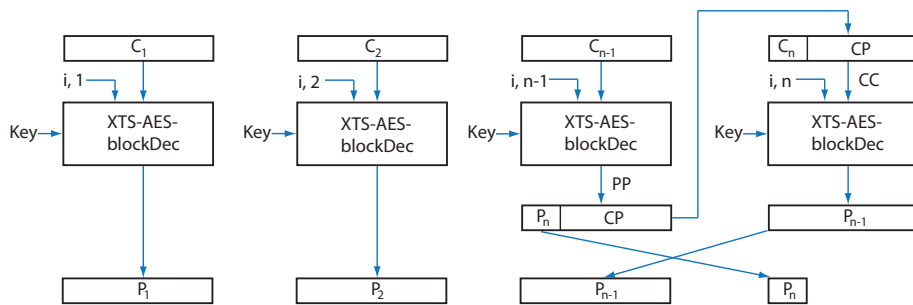 C1
i, 1
Key
XTS-AES-
blockDec
P1
C2
i, 2
Key
XTS-AES-
blockDec
P2
Cn-1
i, n-1
Key
XTS-AES-
blockDec
PP
Pn CP
Pn-1
Cn CP
i, n CC
Key
XTS-AES-
blockDec
Pn-1
Pn